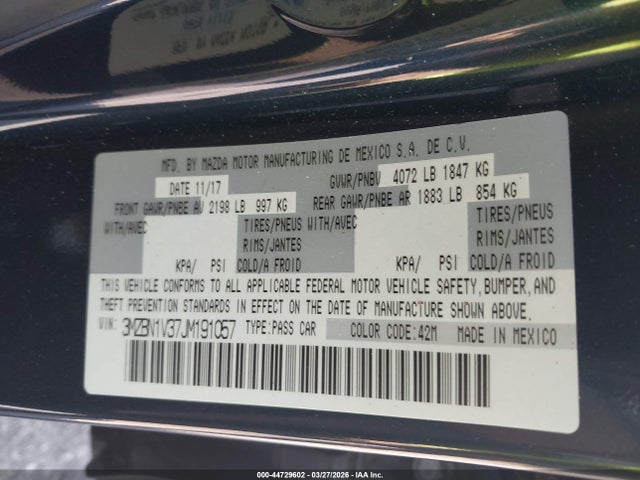 MFD. BY MAZDA MOTOR MANUFACTURING DE MEXICO S.A. DE C.V.
DATE 11/17 GVWR/PNBV 4072 LB 1847 KG
FRONT GAWR/PNBE AV 2198 LB 997 KG REAR GAWR/PNBE AR 1883 LB 854 KG
WITH/AVEC TIRES/PNEUS WITH/AVEC TIRES/PNEUS
RIMS/JANTES RIMS/JANTES
KPA/ PSI COLD/A FROID KPA/ PSI COLD/A FROID
THIS VEHICLE CONFORMS TO ALL APPLICABLE FEDERAL MOTOR VEHICLE SAFETY, BUMPER, AND
THEFT PREVENTION STANDARDS IN EFFECT ON THE DATE OF MANUFACTURE SHOWN ABOVE.
VIN: 3MZBN1V37JM191057 TYPE:PASS CAR COLOR CODE:42M MADE IN MEXICO
000-44729602 | 03/27/2026 | IAA Inc.